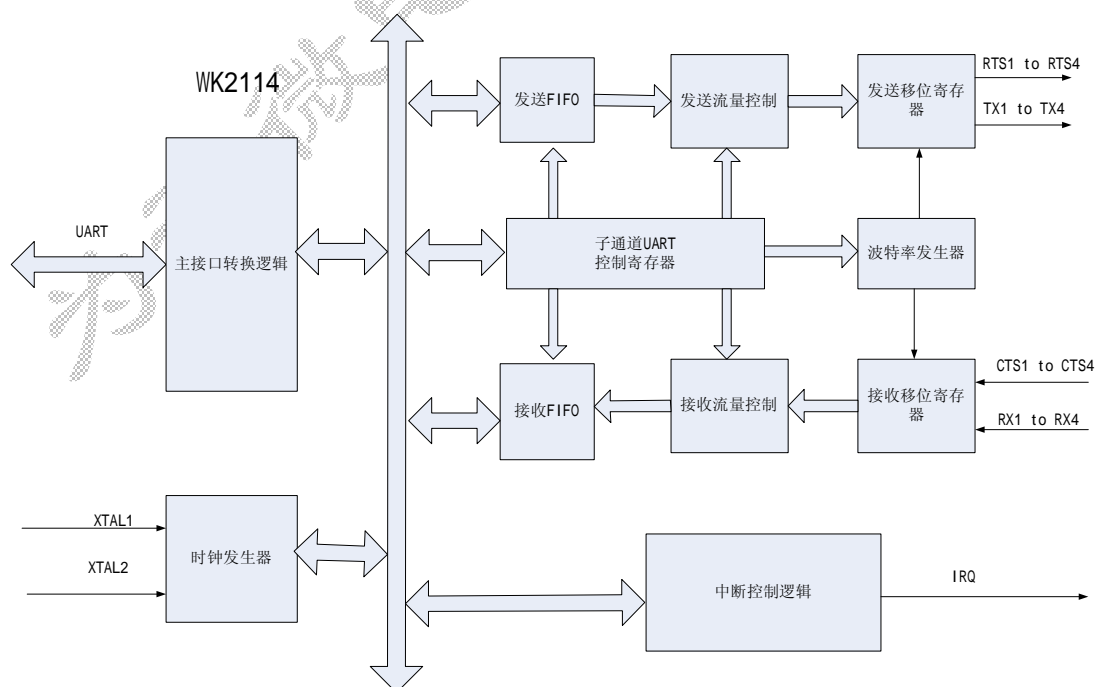 WK2114
发送FIFO
发送流量控制
发送移位寄存
器
RTS1 to RTS4
TX1 to TX4
UART
主接口转换逻辑
子通道UART
控制寄存器
波特率发生器
接收FIFO
接收流量控制
接收移位寄存
器
CTS1 to CTS4
RX1 to RX4
XTAL1
XTAL2
时钟发生器
中断控制逻辑
IRQ